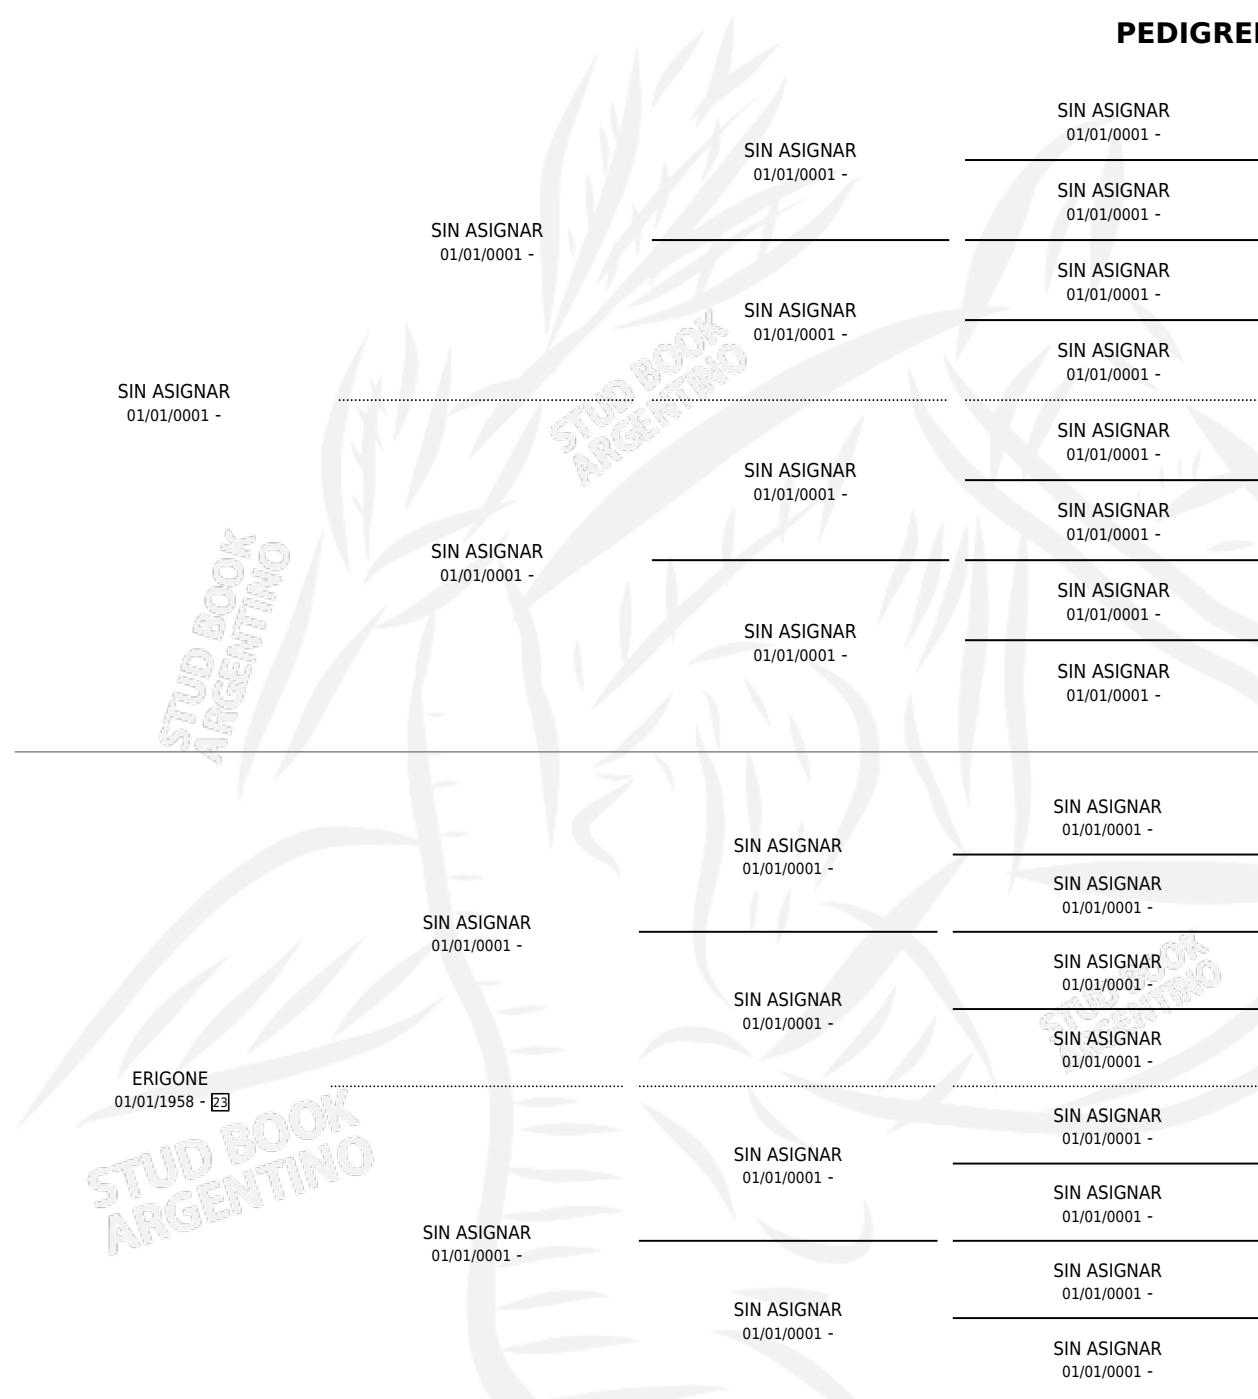 PEDIGREE
SIN ASIGNAR
01/01/0001 -
SIN ASIGNAR
01/01/0001 -
SIN ASIGNAR
01/01/0001 -
SIN ASIGNAR
01/01/0001 -
SIN ASIGNAR
01/01/0001 -
SIN ASIGNAR
01/01/0001 -
SIN ASIGNAR
01/01/0001 -
SIN ASIGNAR
01/01/0001 -
SIN ASIGNAR
01/01/0001 -
SIN ASIGNAR
01/01/0001 -
SIN ASIGNAR
01/01/0001 -
SIN ASIGNAR
01/01/0001 -
SIN ASIGNAR
01/01/0001 -
SIN ASIGNAR
01/01/0001 -
SIN ASIGNAR
01/01/0001 -
STUD BOOK
ARGENTINO
STUD BOOK
ARGENTINO
SIN ASIGNAR
01/01/0001 -
SIN ASIGNAR
01/01/0001 -
SIN ASIGNAR
01/01/0001 -
SIN ASIGNAR
01/01/0001 -
SIN ASIGNAR
01/01/0001 -
SIN ASIGNAR
01/01/0001 -
SIN ASIGNAR
01/01/0001 -
ERIGONE
01/01/1958 - 23
SIN ASIGNAR
01/01/0001 -
SIN ASIGNAR
01/01/0001 -
SIN ASIGNAR
01/01/0001 -
SIN ASIGNAR
01/01/0001 -
SIN ASIGNAR
01/01/0001 -
SIN ASIGNAR
01/01/0001 -
SIN ASIGNAR
01/01/0001 -
STUD BOOK
ARGENTINO
STUD BOOK
ARGENTINO